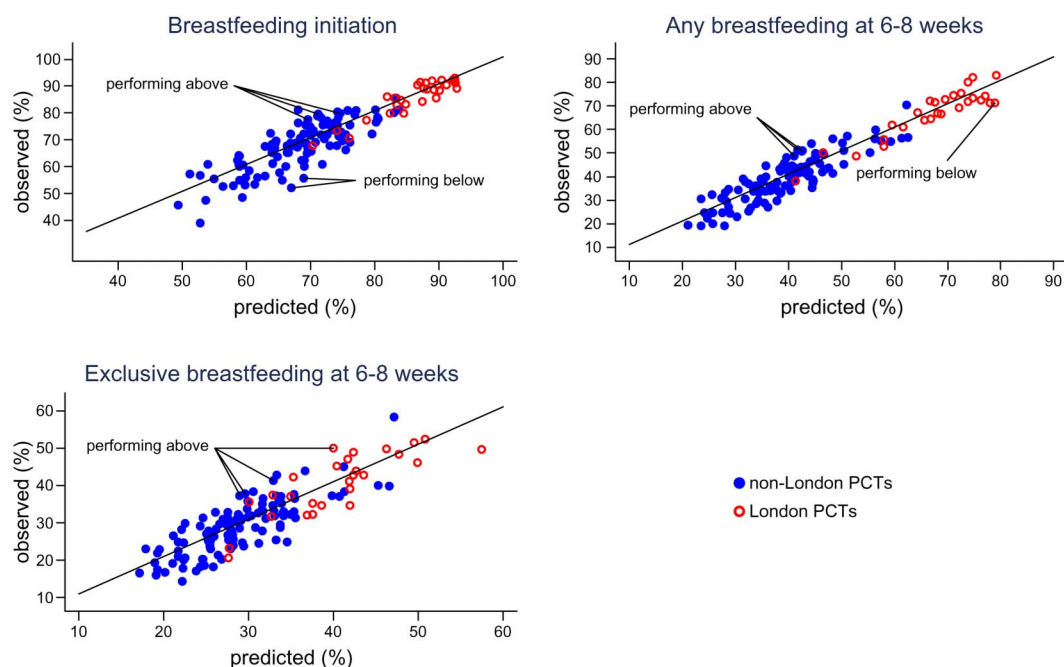 Breastfeeding initiation
100
90
80
70
60
50
40
observed (%)
performing above
performing below
40 50 60 70 80 90 100
predicted (%)
Any breastfeeding at 6-8 weeks
90
80
70
60
50
40
30
20
10
observed (%)
performing above
performing below
10 20 30 40 50 60 70 80 90
predicted (%)
Exclusive breastfeeding at 6-8 weeks
60
50
40
30
20
10
observed (%)
performing above
10 20 30 40 50 60
predicted (%)
non-London PCTs
London PCTs